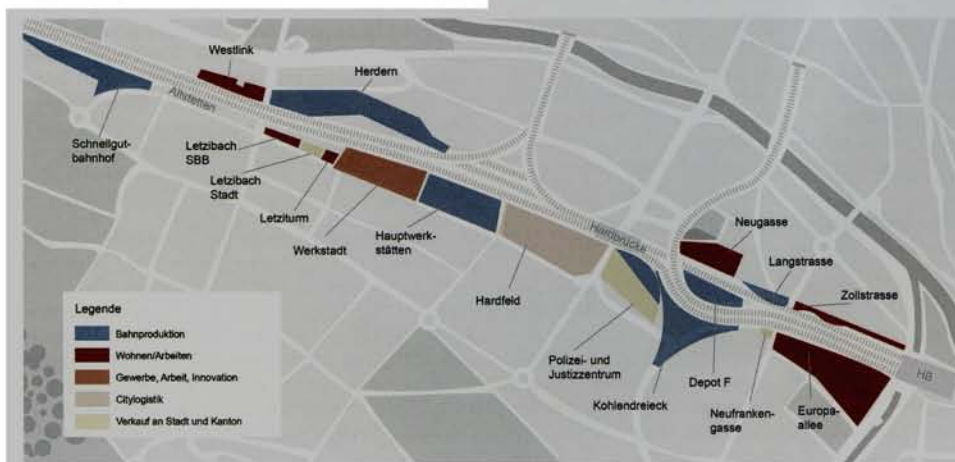 Westlink
Herdern
Altstetten
Schnellgut-
bahnhof
Letzibach
SBB
Letzibach
Stadt
Letziturm
Werkstadt
Hauptwerk-
stätten
Hardfeld
Hardbrücke
Neugasse
Langstrasse
Zollstrasse
HB
Polizei- und
Justizzentrum
Kohlendreieck
Depot F
Neufranken-
gasse
Europa-
allee
Legende
Bahnproduktion
Wohnen/Arbeiten
Gewerbe, Arbeit, Innovation
Citylogistik
Verkauf an Stadt und Kanton